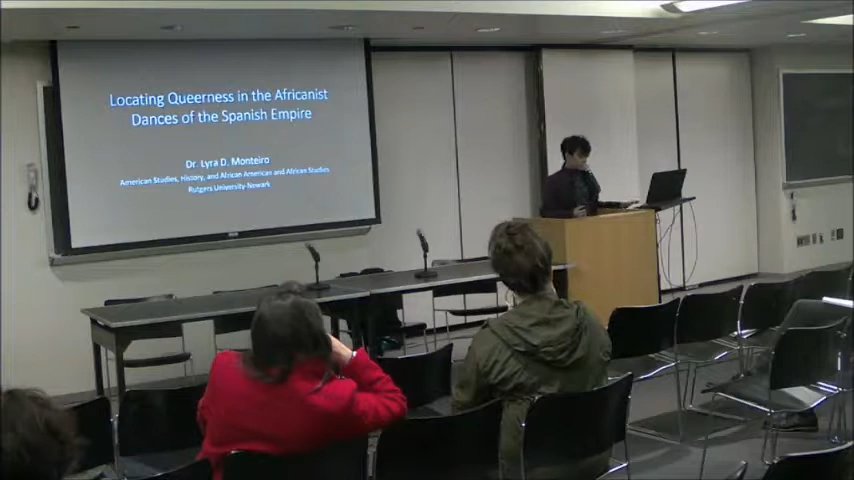 Locating Queerness in the Africanist
Dances of the Spanish Empire
Dr. Lyra D. Monteiro
American Studies, History, and African American and African Studies
Rutgers University-Newark